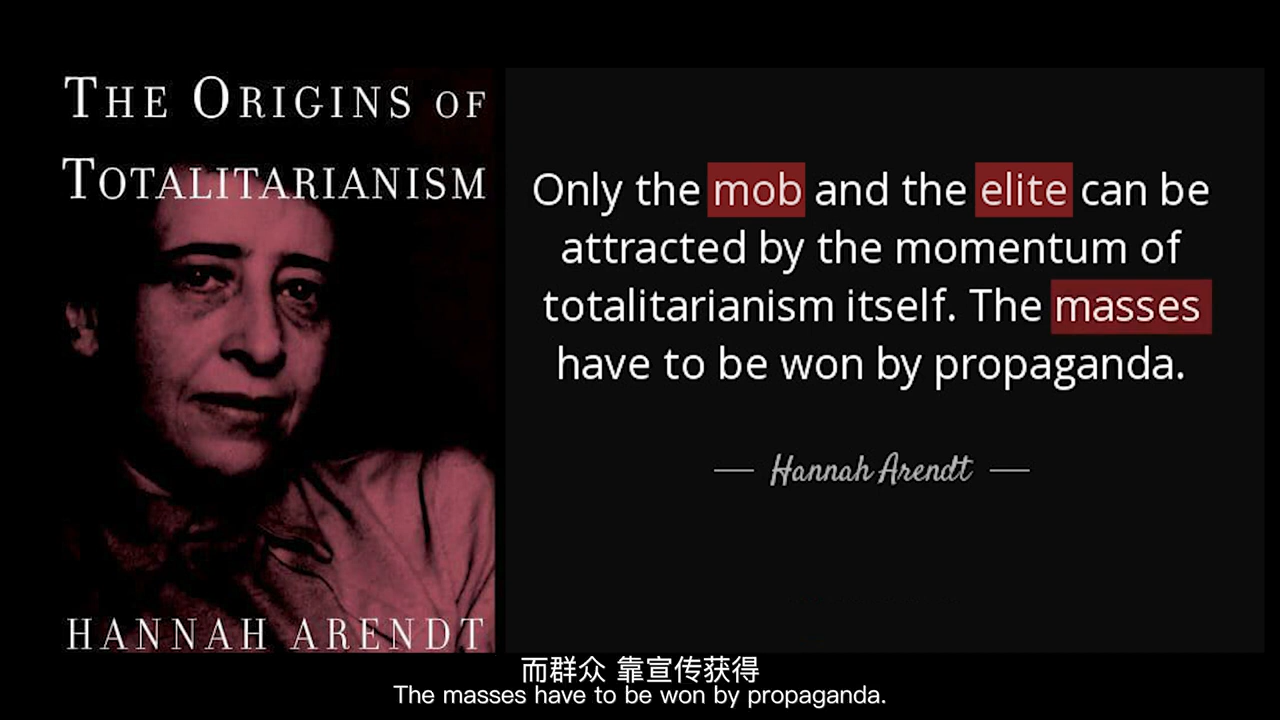 THE ORIGINS OF
TOTALITARIANISM
HANNAH ARENDT
Only the mob and the elite can be
attracted by the momentum of
totalitarianism itself. The masses
have to be won by propaganda.
Hannah Arendt
而群众 靠宣传获得
The masses have to be won by propaganda.